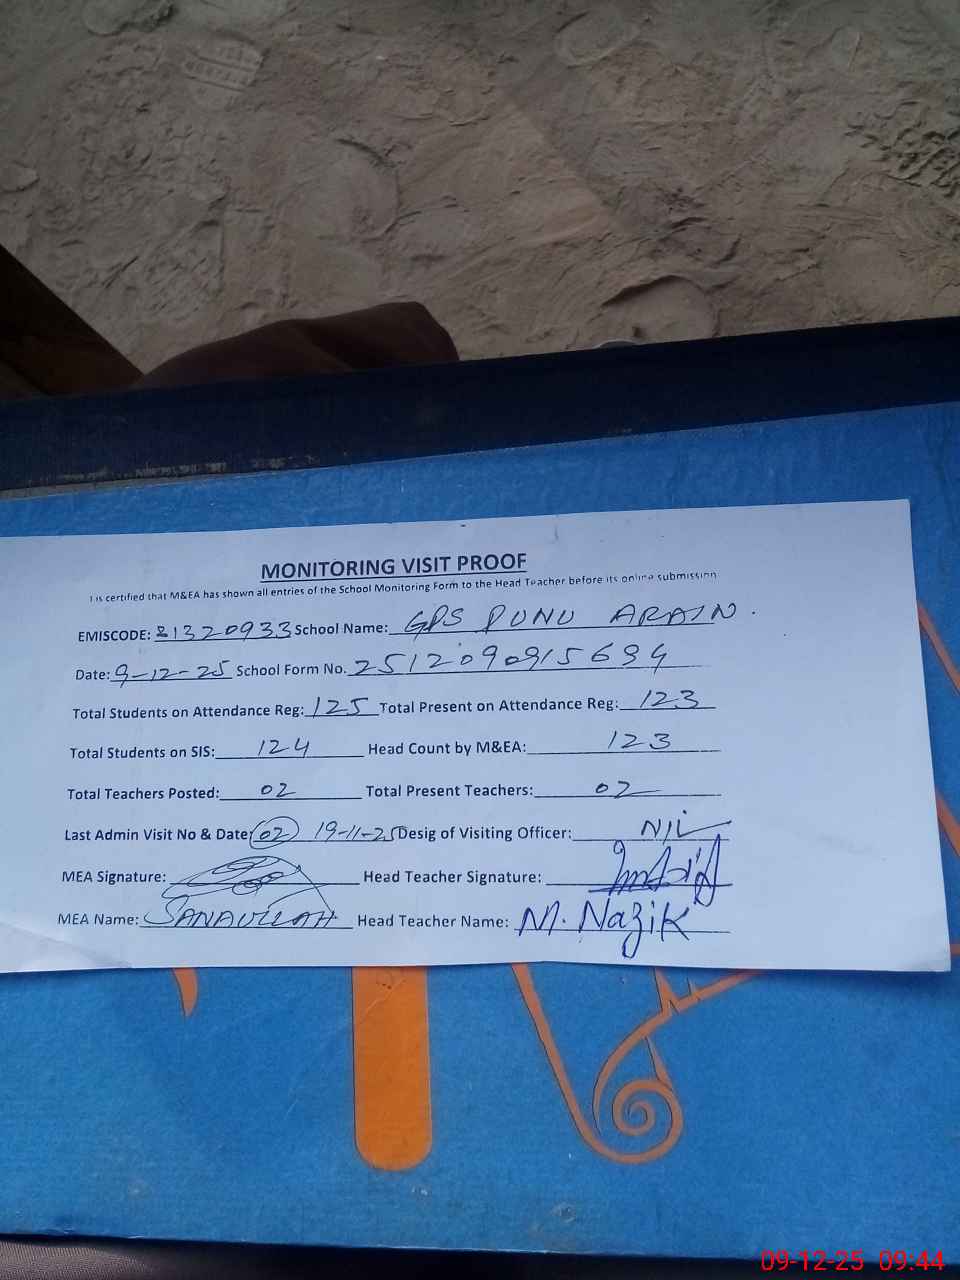 MONITORING VISIT PROOF
I is certified that M&EA has shown all entries of the School Monitoring Form to the Head Teacher before its online submission
EMISCODE: 21320933 School Name: GPS PUNU ARAIN.
Date: 9-12-25 School Form No. 2512090915694
Total Students on Attendance Reg: 125 Total Present on Attendance Reg: 123
Total Students on SIS: 124 Head Count by M&EA: 123
Total Teachers Posted: 02 Total Present Teachers: 02
Last Admin Visit No & Date: 02 19-11-25 Desig of Visiting Officer: NIL
MEA Signature: Head Teacher Signature:
MEA Name: SANAULLAH Head Teacher Name: M. Nazik
09-12-25 09:44